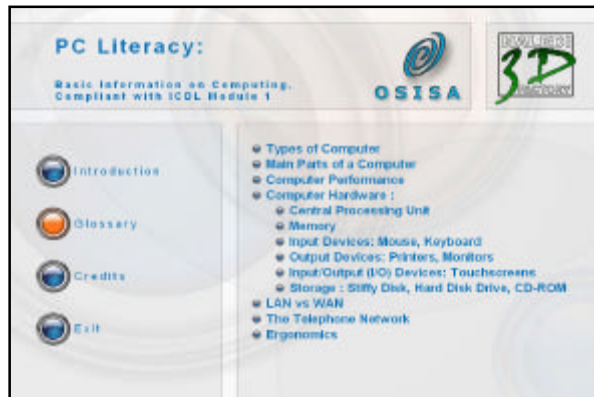 PC Literacy:
Basic Information on Computing.
Compliant with ICDL Module 1
OSISA
3D
FACTORY
Introduction
Glossary
Credits
Exit
Types of Computer
Main Parts of a Computer
Computer Performance
Computer Hardware :
Central Processing Unit
Memory
Input Devices: Mouse, Keyboard
Output Devices: Printers, Monitors
Input/Output (I/O) Devices: Touchscreens
Storage : Stiffy Disk, Hard Disk Drive, CD-ROM
LAN vs WAN
The Telephone Network
Ergonomics